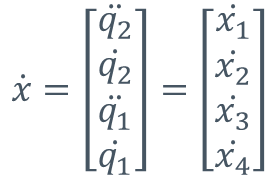 ẋ = [q̈₂ q̇₂ q̈₁ q̇₁]ᵀ = [ẋ₁ ẋ₂ ẋ₃ ẋ₄]ᵀ